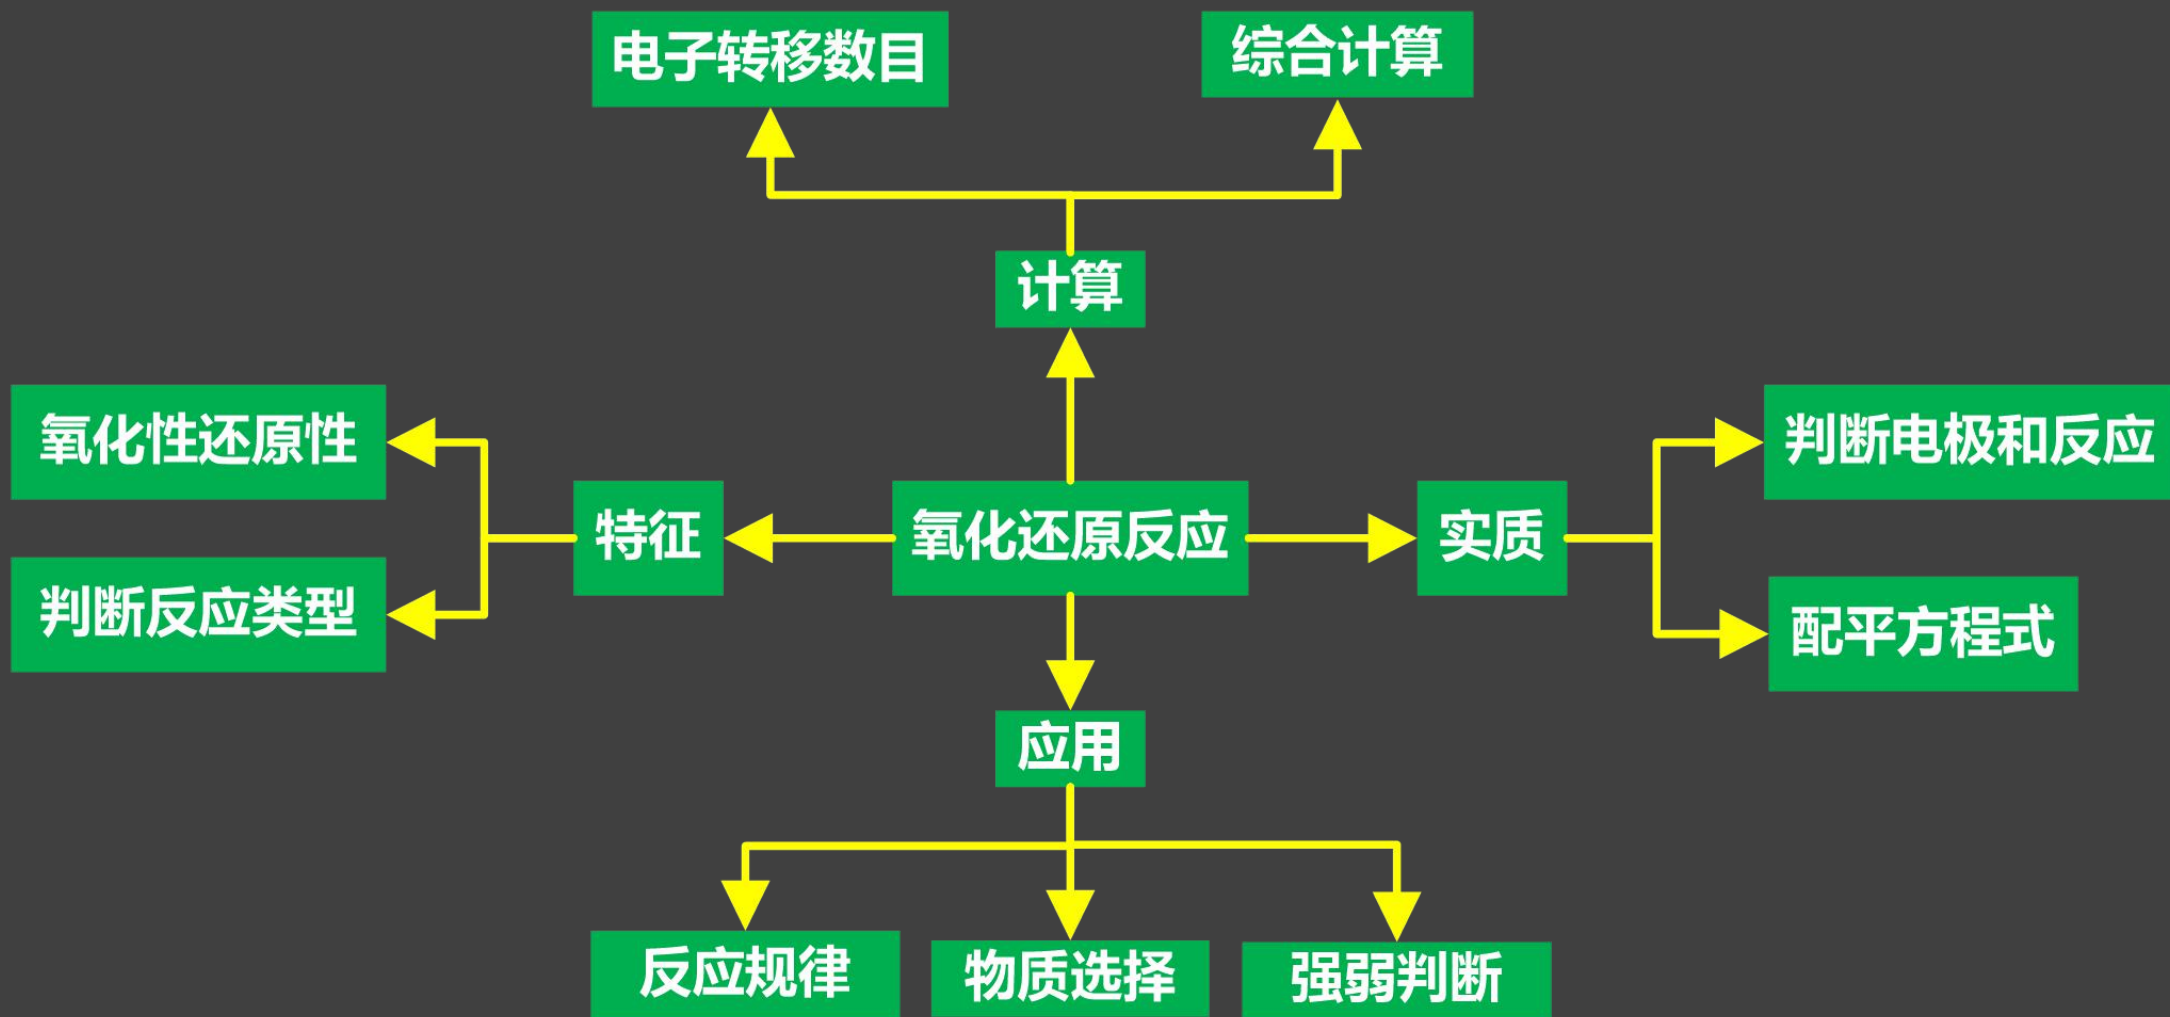 电子转移数目
综合计算
计算
氧化性还原性
判断电极和反应
特征
氧化还原反应
实质
判断反应类型
配平方程式
应用
反应规律
物质选择
强弱判断